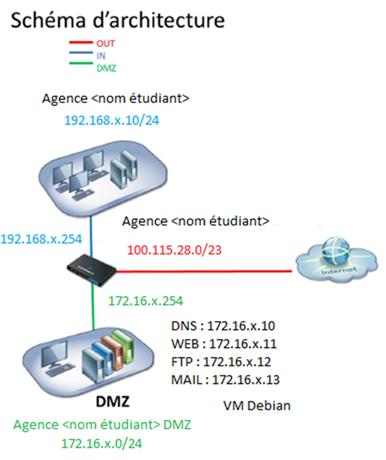 Schéma d'architecture
OUT
IN
DMZ
Agence <nom étudiant>
192.168.x.10/24
Agence <nom étudiant>
192.168.x.254
100.115.28.0/23
Internet
172.16.x.254
DNS : 172.16.x.10
WEB : 172.16.x.11
FTP : 172.16.x.12
MAIL : 172.16.x.13
DMZ
VM Debian
Agence <nom étudiant> DMZ
172.16.x.0/24